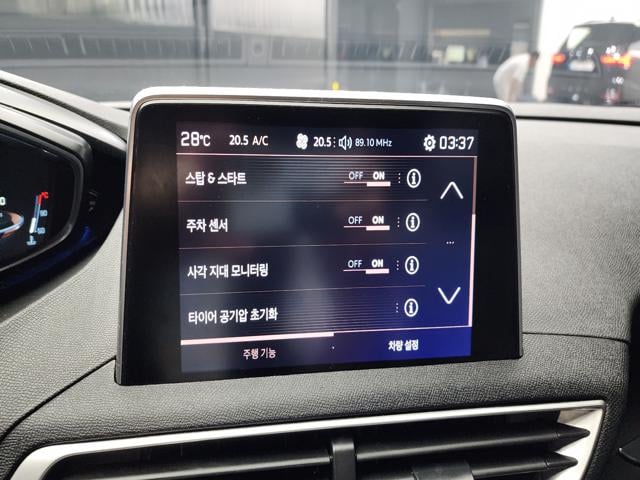 28°C 20.5 A/C 20.5 89.10 MHz 03:37
스탑 & 스타트 OFF ON
주차 센서 OFF ON
사각 지대 모니터링 OFF ON
타이어 공기압 초기화
주행 기능 차량 설정